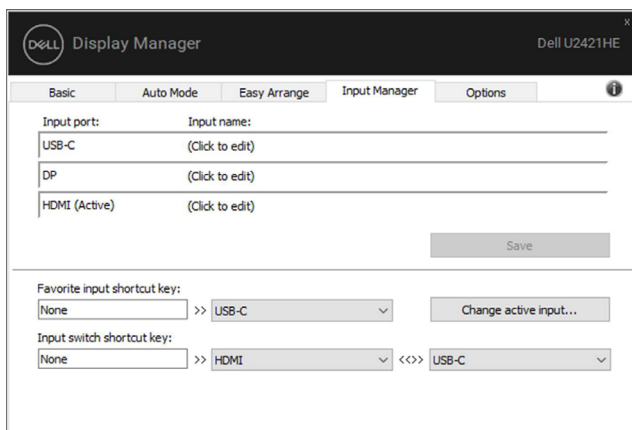 x
DELL Display Manager Dell U2421HE
Basic Auto Mode Easy Arrange Input Manager Options i
Input port: Input name:
USB-C (Click to edit)
DP (Click to edit)
HDMI (Active) (Click to edit)
Save
Favorite input shortcut key:
None >> USB-C Change active input...
Input switch shortcut key:
None >> HDMI <<>> USB-C